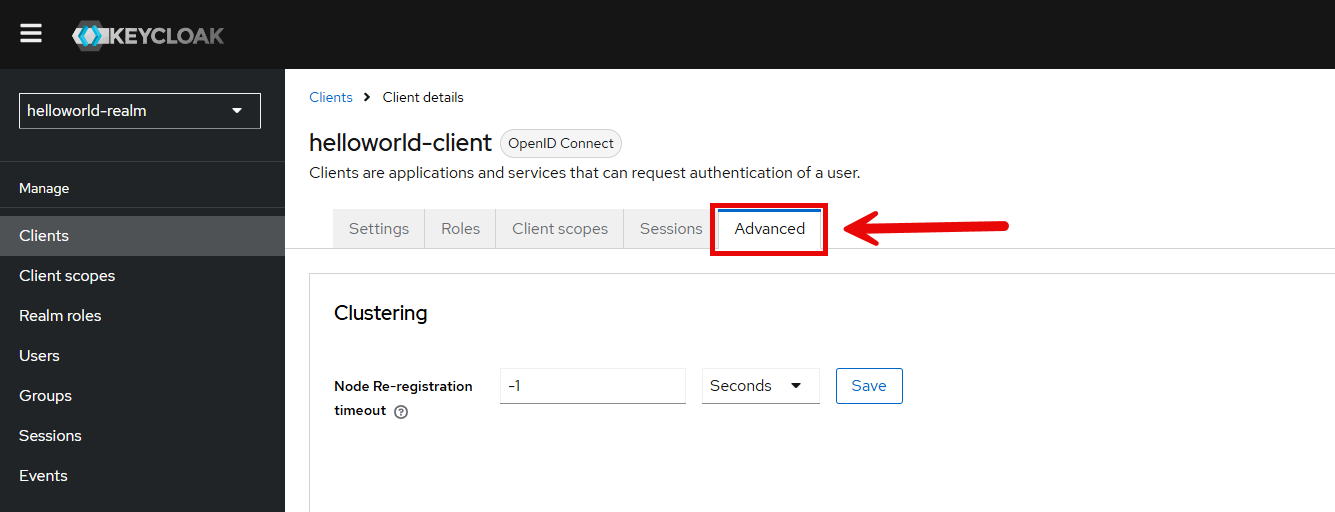 KEYCLOAK
helloworld-realm
Manage
Clients
Client scopes
Realm roles
Users
Groups
Sessions
Events
Clients > Client details
helloworld-client OpenID Connect
Clients are applications and services that can request authentication of a user.
Settings Roles Client scopes Sessions Advanced
Clustering
Node Re-registration
timeout ?
-1 Seconds Save